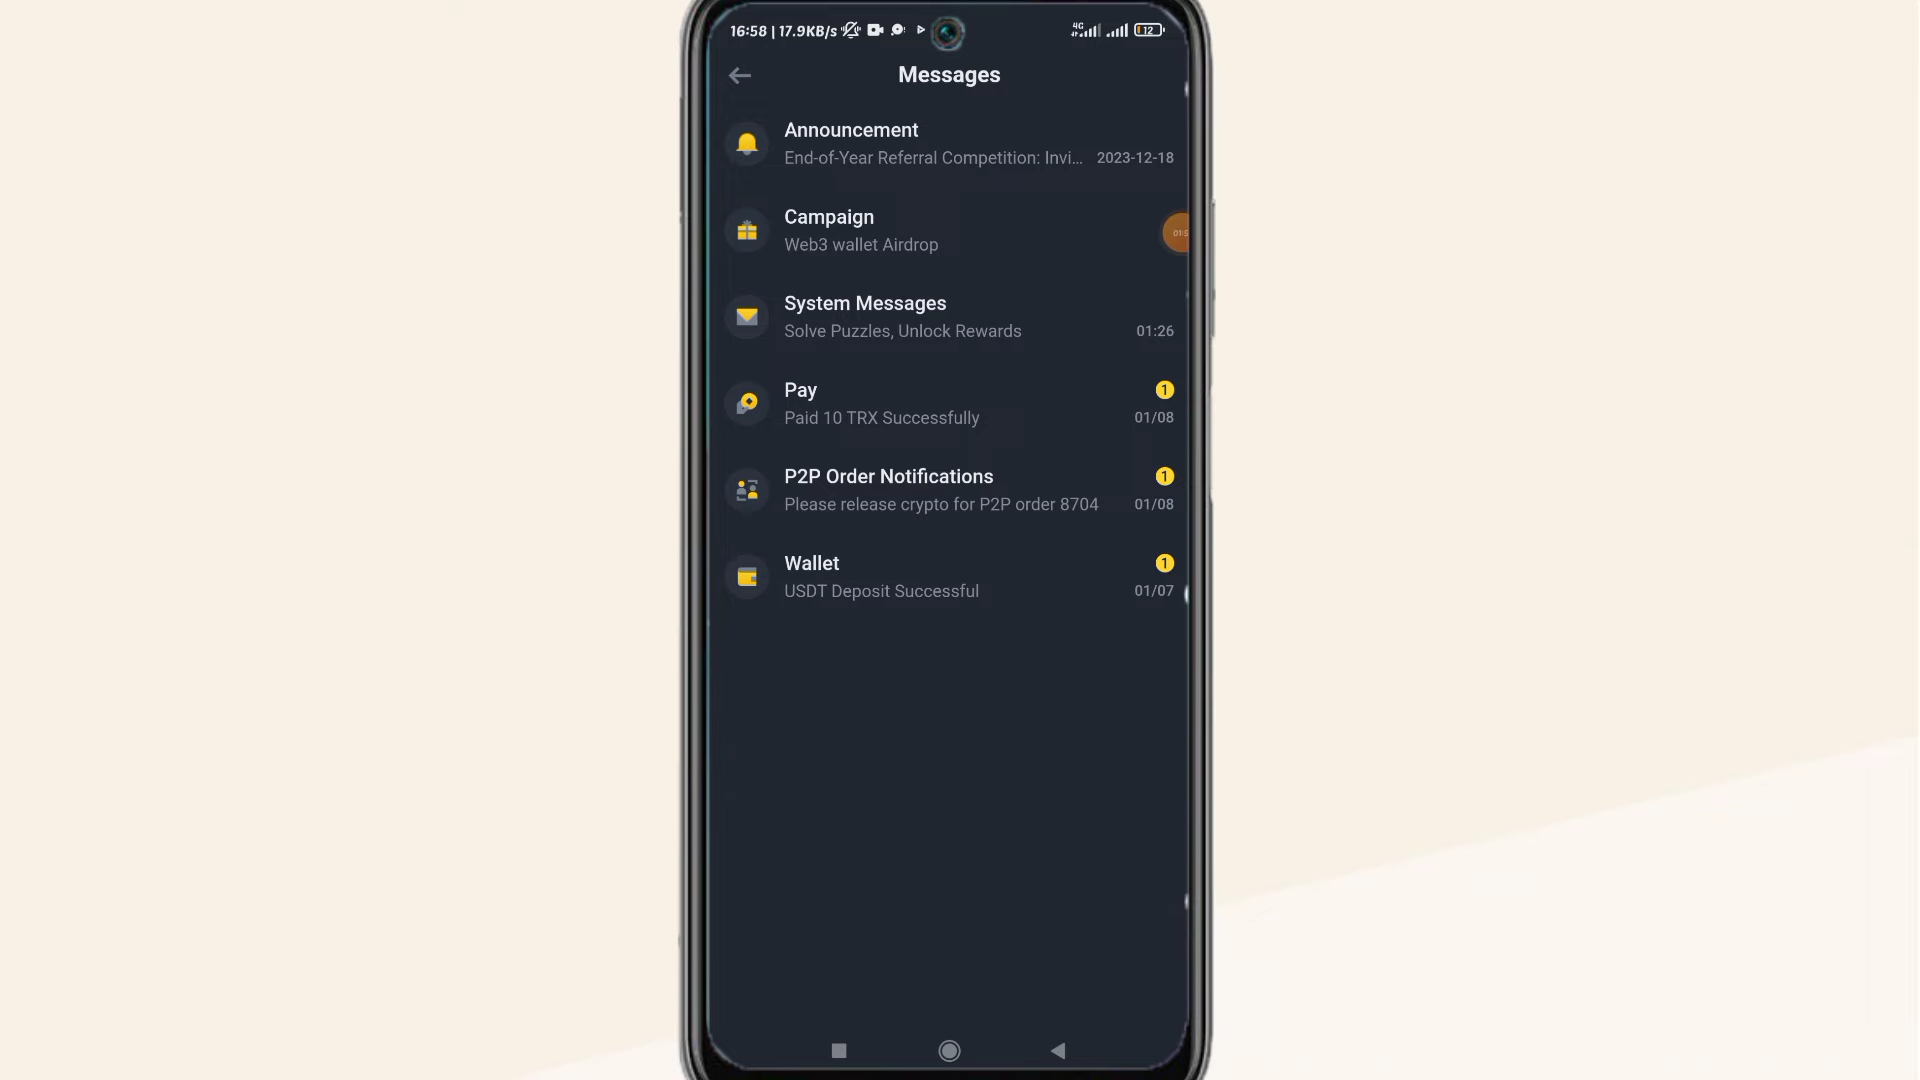 16:58 | 17.9KB/s
4G
12
Messages
Announcement
End-of-Year Referral Competition: Invi... 2023-12-18
Campaign
Web3 wallet Airdrop
System Messages
Solve Puzzles, Unlock Rewards 01:26
Pay 1
Paid 10 TRX Successfully 01/08
P2P Order Notifications 1
Please release crypto for P2P order 8704 01/08
Wallet 1
USDT Deposit Successful 01/07